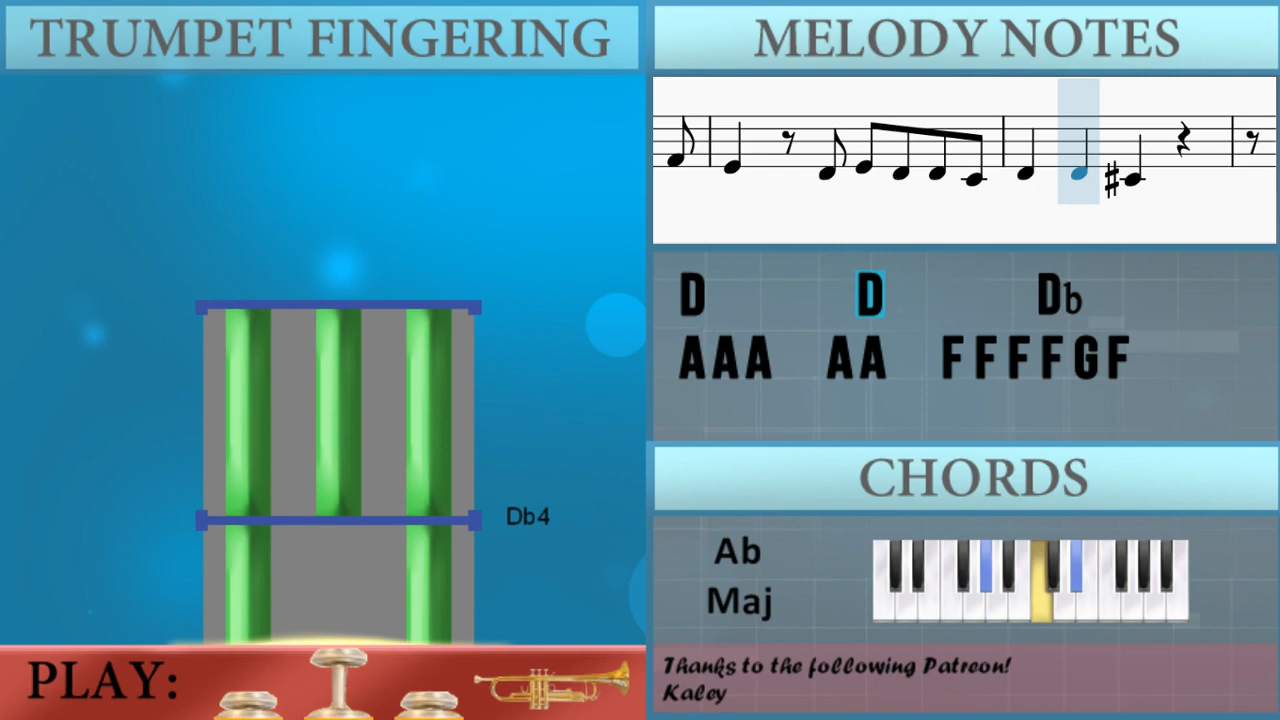 TRUMPET FINGERING
Db4
PLAY:
MELODY NOTES
D D Db
AAA AA FFFFGF
CHORDS
Ab
Maj
Thanks to the following Patreon!
Kaley